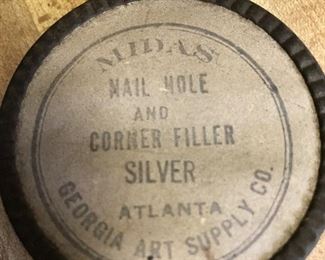 MIDAS
NAIL HOLE
AND
CORNER FILLER
SILVER
ATLANTA
GEORGIA ART SUPPLY CO.